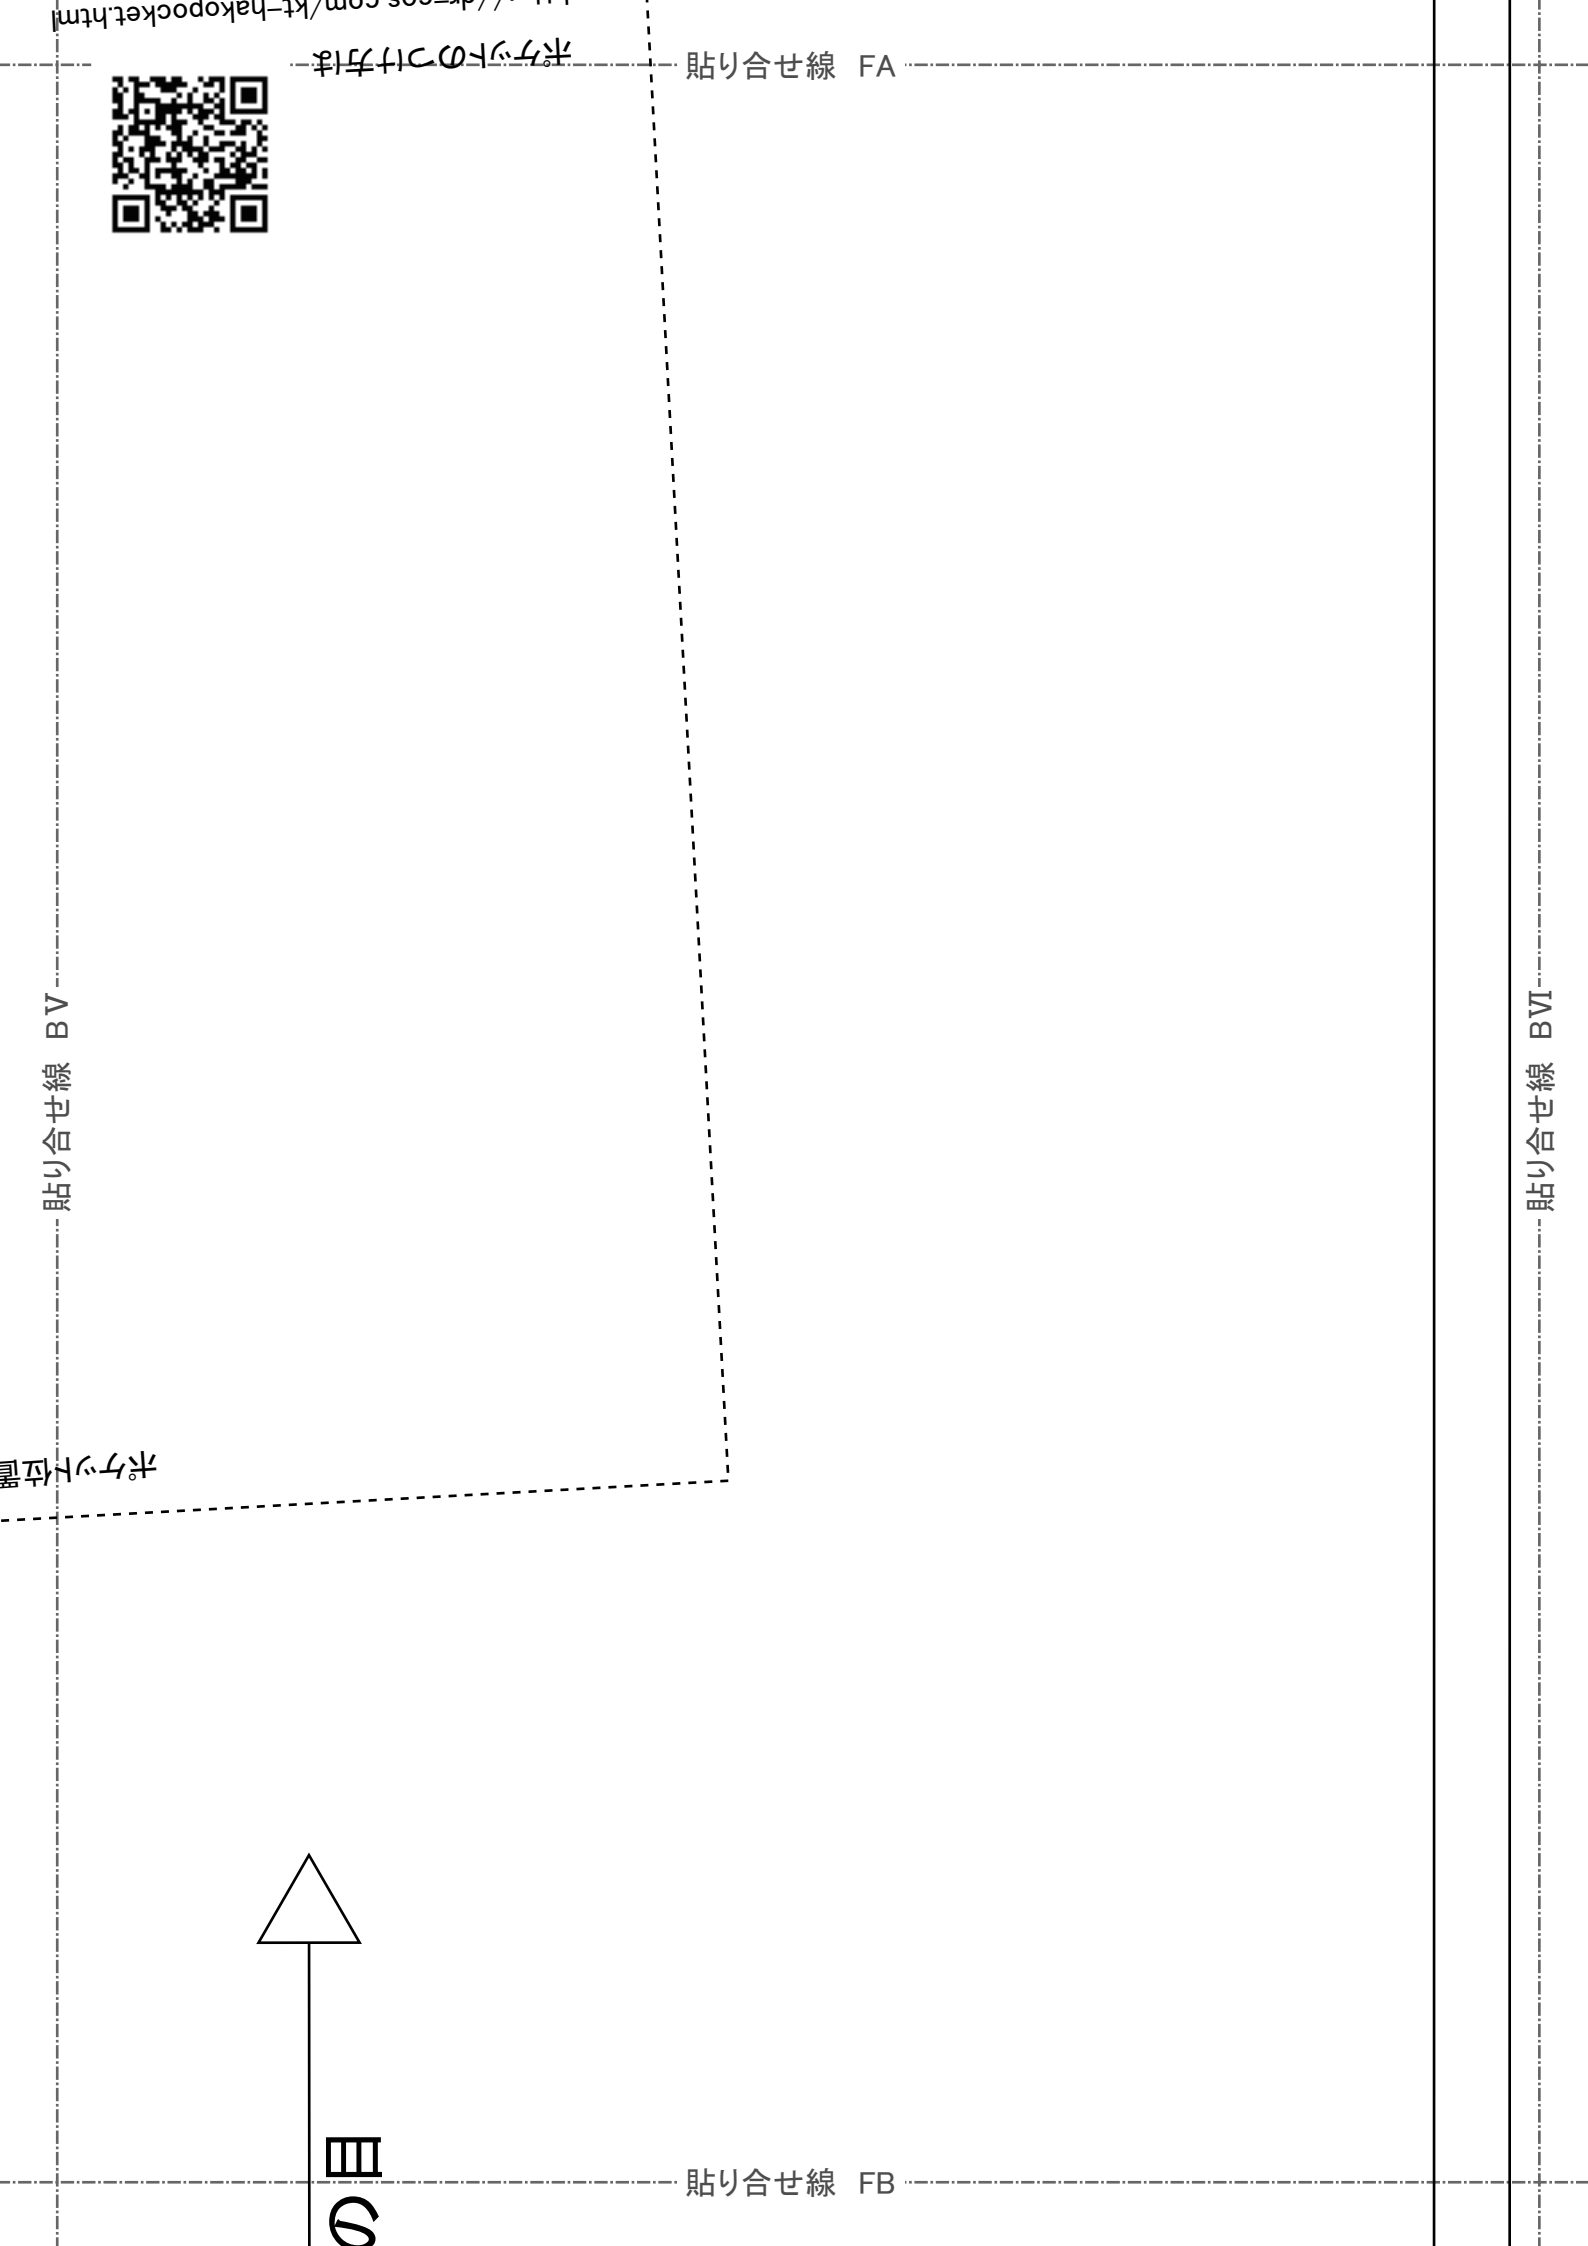 dr-cos.com/kt-hakopocket.html
ポケットのつけ方は
貼り合せ線 FA
貼り合せ線 BⅤ
貼り合せ線 BⅥ
ポケット位置
目の
貼り合せ線 FB